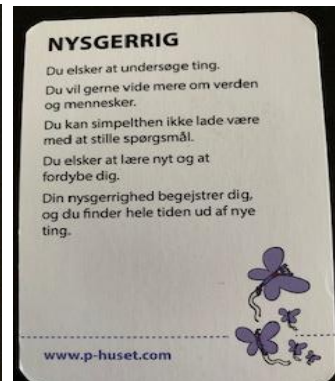 NYSGERRIG
Du elsker at undersøge ting.
Du vil gerne vide mere om verden
og mennesker.
Du kan simpelthen ikke lade være
med at stille spørgsmål.
Du elsker at lære nyt og at
fordybe dig.
Din nysgerrighed begejstrer dig,
og du finder hele tiden ud af nye
ting.
www.p-huset.com